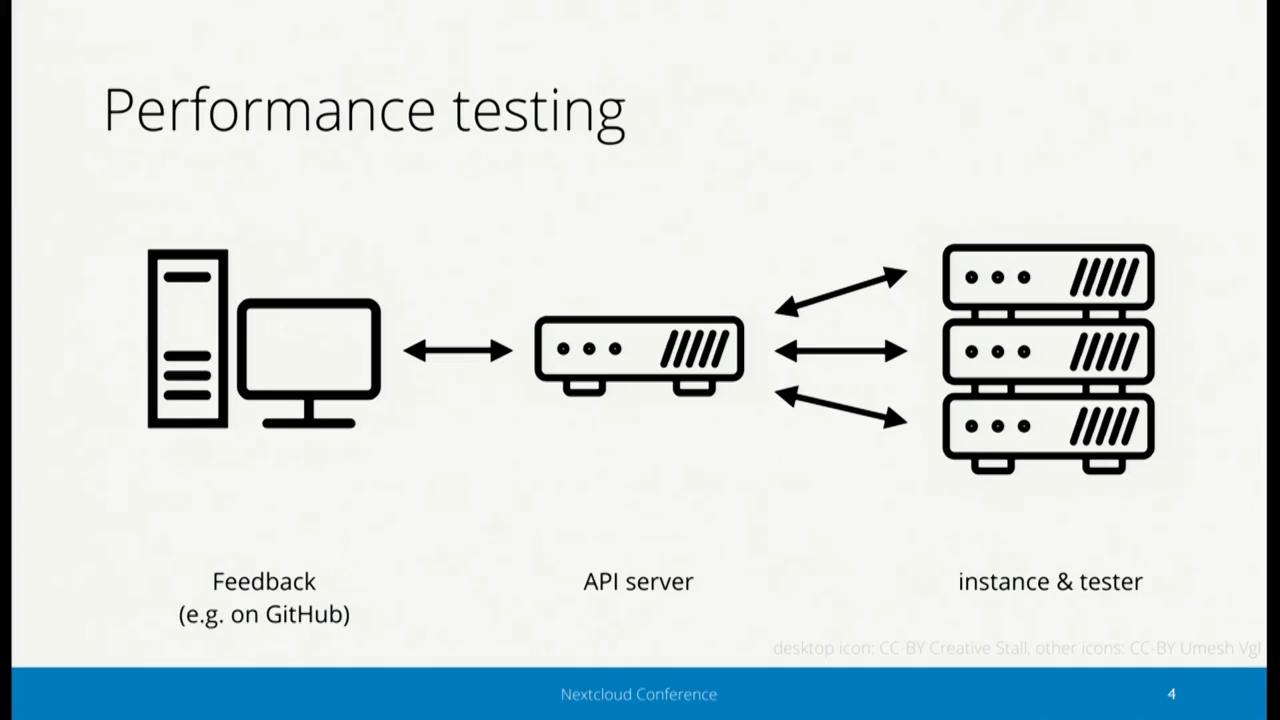 Performance testing
Feedback
(e.g. on GitHub)
API server
instance & tester
desktop icon: CC-BY Creative Stall, other icons: CC-BY Umesh Vgl
Nextcloud Conference
4